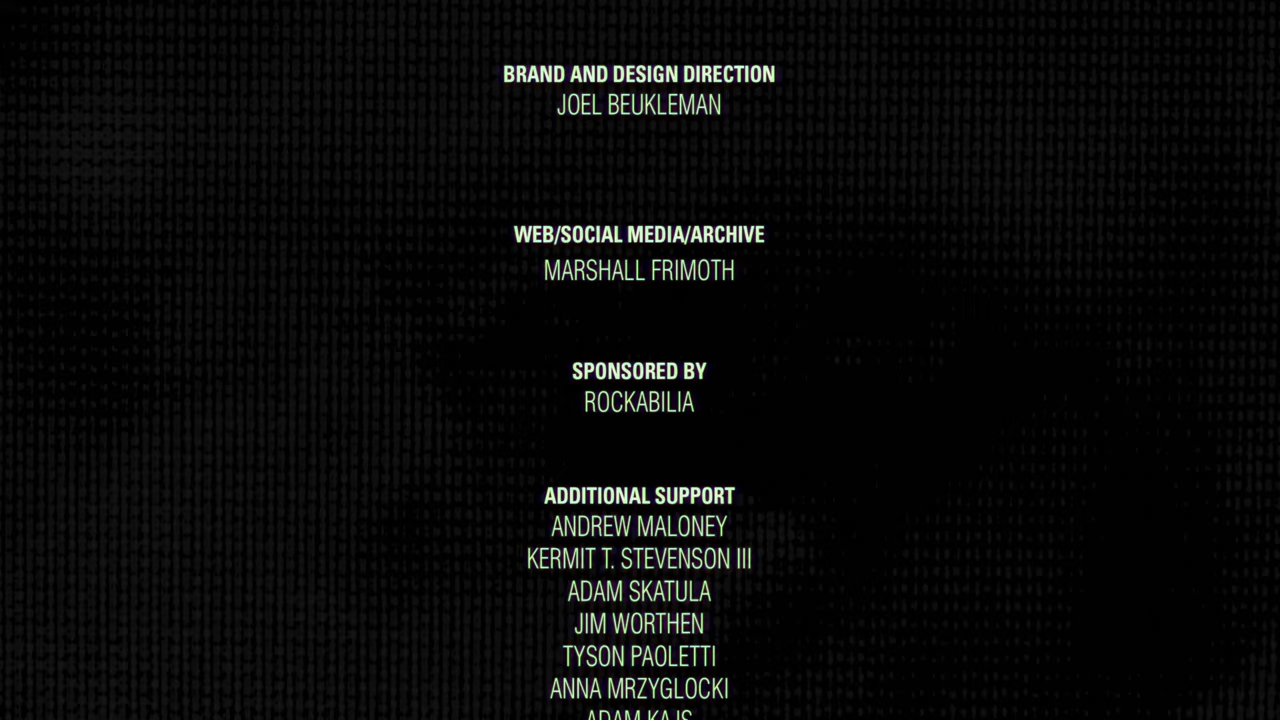 BRAND AND DESIGN DIRECTION
JOEL BEUKLEMAN
WEB/SOCIAL MEDIA/ARCHIVE
MARSHALL FRIMOTH
SPONSORED BY
ROCKABILIA
ADDITIONAL SUPPORT
ANDREW MALONEY
KERMIT T. STEVENSON III
ADAM SKATULA
JIM WORTHEN
TYSON PAOLETTI
ANNA MRZYGLOCKI
ADAM